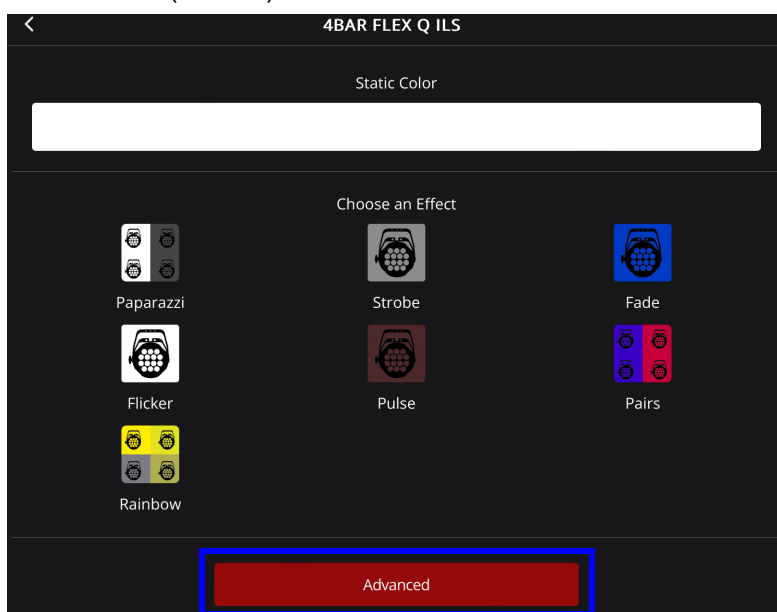 4BAR FLEX Q ILS
Static Color
Choose an Effect
Paparazzi Strobe Fade
Flicker Pulse Pairs
Rainbow
Advanced